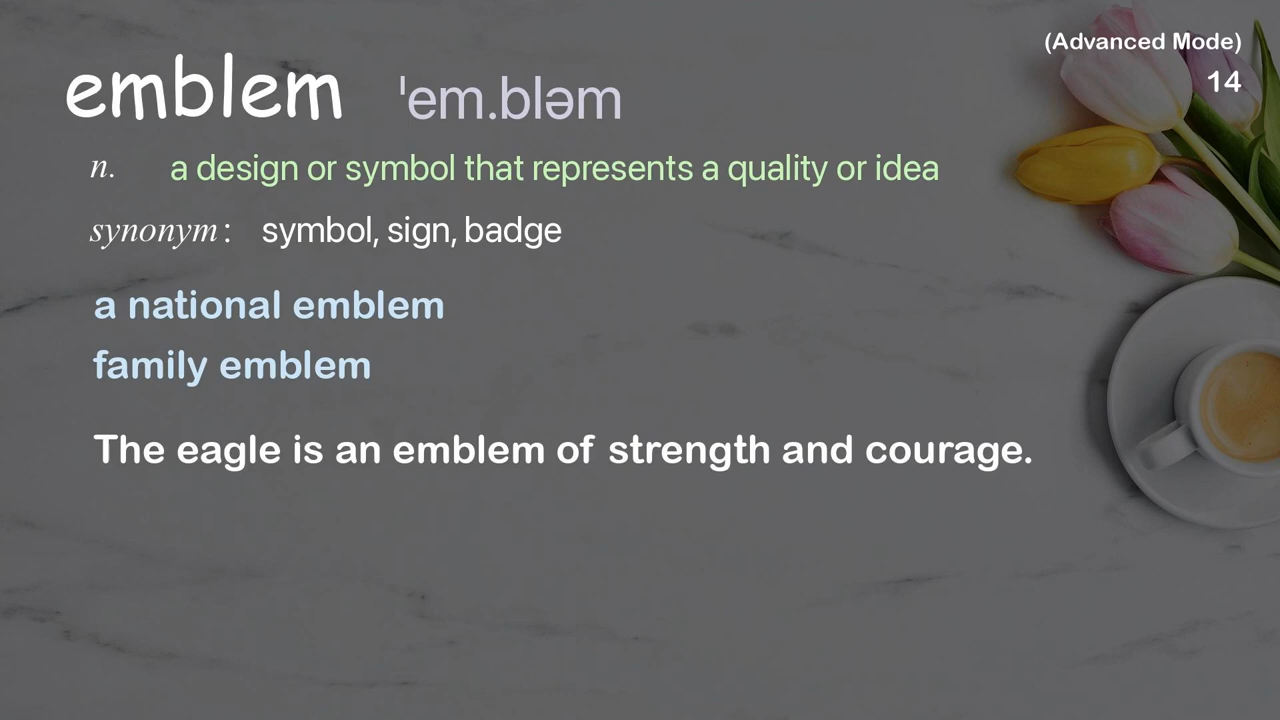 (Advanced Mode)
14
emblem ˈem.bləm
n. a design or symbol that represents a quality or idea
synonym: symbol, sign, badge
a national emblem
family emblem
The eagle is an emblem of strength and courage.